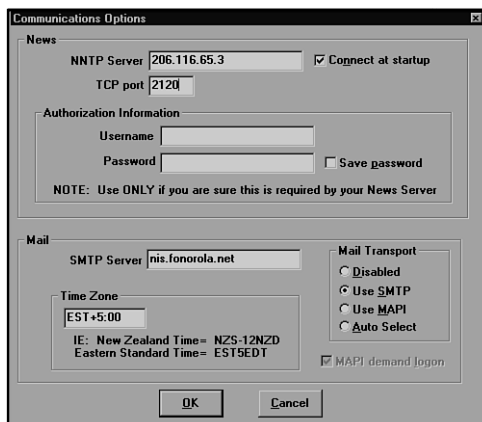 Communications Options
News
NNTP Server 206.116.65.3 Connect at startup
TCP port 2120
Authorization Information
Username
Password Save password
NOTE: Use ONLY if you are sure this is required by your News Server
Mail
SMTP Server nis.fonorola.net
Mail Transport
Disabled
Use SMTP
Use MAPI
Auto Select
Time Zone
EST+5:00
IE: New Zealand Time= NZS-12NZD
Eastern Standard Time= EST5EDT
MAPI demand logon
OK Cancel